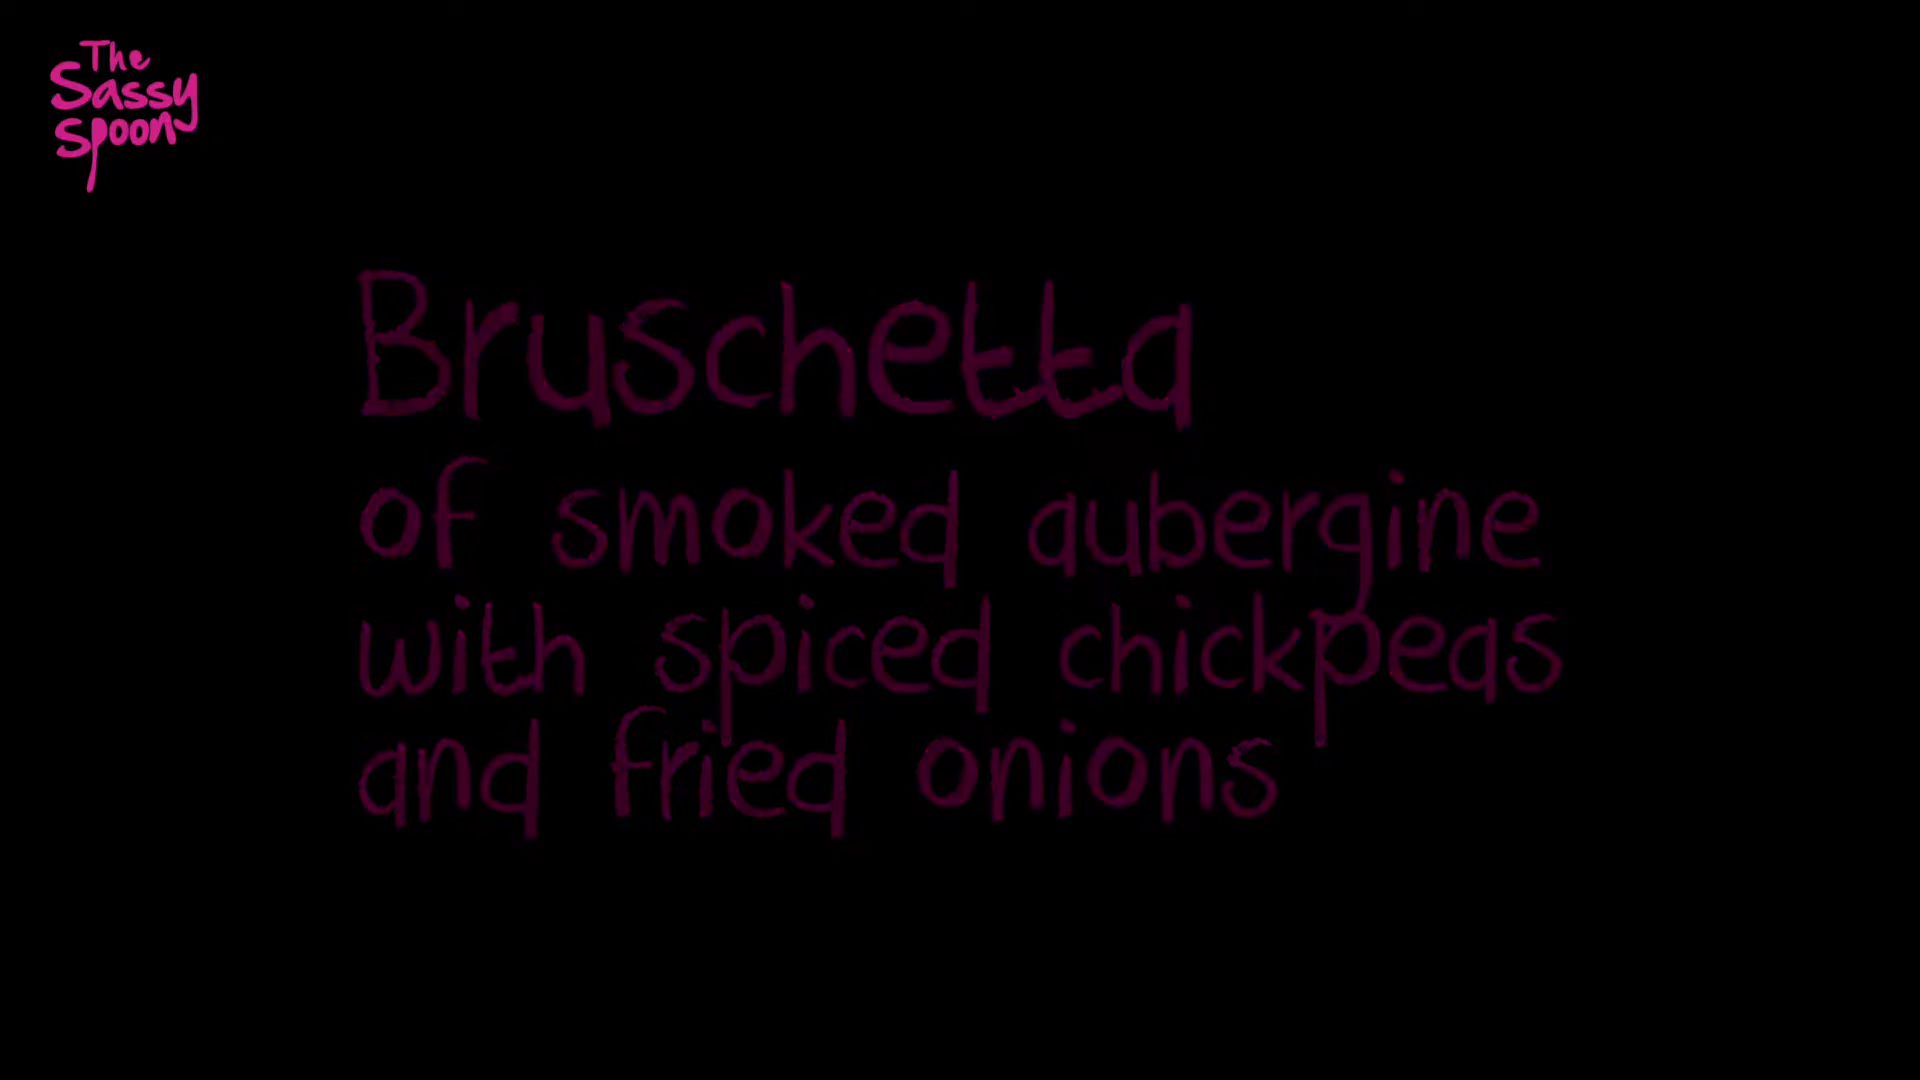 The
Sassy
Spoon
Bruschetta
of smoked aubergine
with spiced chickpeas
and fried onions